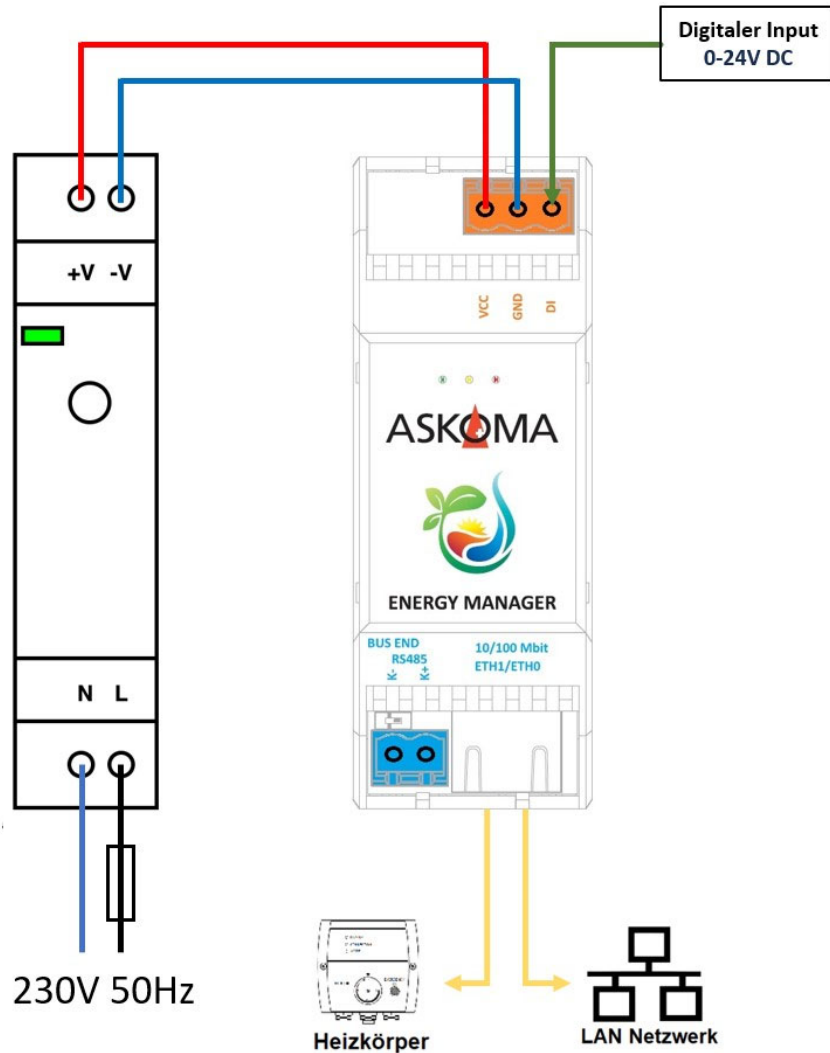 Digitaler Input
0-24V DC
+V -V
VCC
GND
DI
ASKOMA
ENERGY MANAGER
BUS END
RS485
K-
K+
10/100 Mbit
ETH1/ETH0
N L
230V 50Hz
Heizkörper
LAN Netzwerk